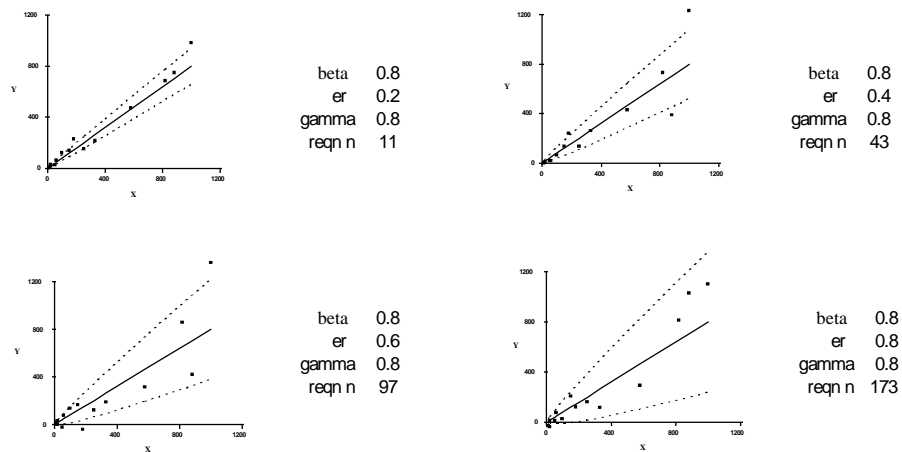 1200
800
Y
400
0
0 400 800 1200
X
beta 0.8
er 0.2
gamma 0.8
reqn n 11
1200
800
Y
400
0
0 400 800 1200
X
beta 0.8
er 0.4
gamma 0.8
reqn n 43
1200
800
Y
400
0
0 400 800 1200
X
beta 0.8
er 0.6
gamma 0.8
reqn n 97
1200
800
Y
400
0
0 400 800 1200
X
beta 0.8
er 0.8
gamma 0.8
reqn n 173